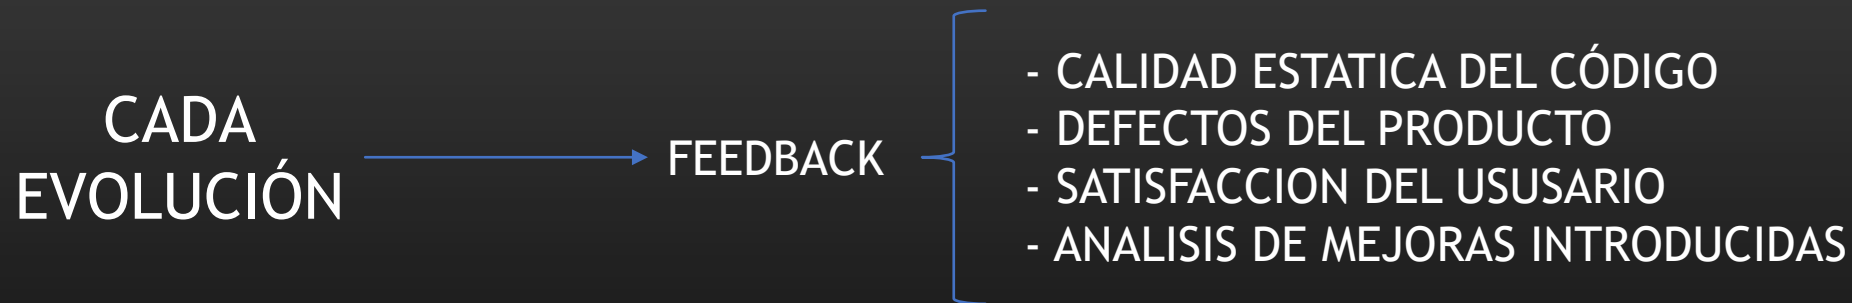 CADA
EVOLUCIÓN
FEEDBACK
- CALIDAD ESTATICA DEL CÓDIGO
- DEFECTOS DEL PRODUCTO
- SATISFACCION DEL USUSARIO
- ANALISIS DE MEJORAS INTRODUCIDAS